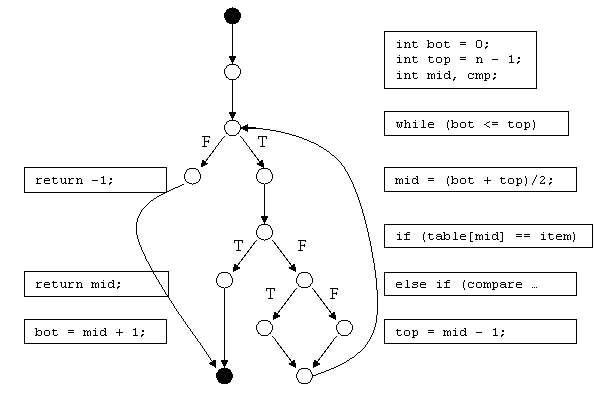 int bot = 0;
int top = n - 1;
int mid, cmp;
while (bot <= top)
F
T
return -1;
mid = (bot + top)/2;
if (table[mid] == item)
T
F
return mid;
else if (compare …
T
F
bot = mid + 1;
top = mid - 1;